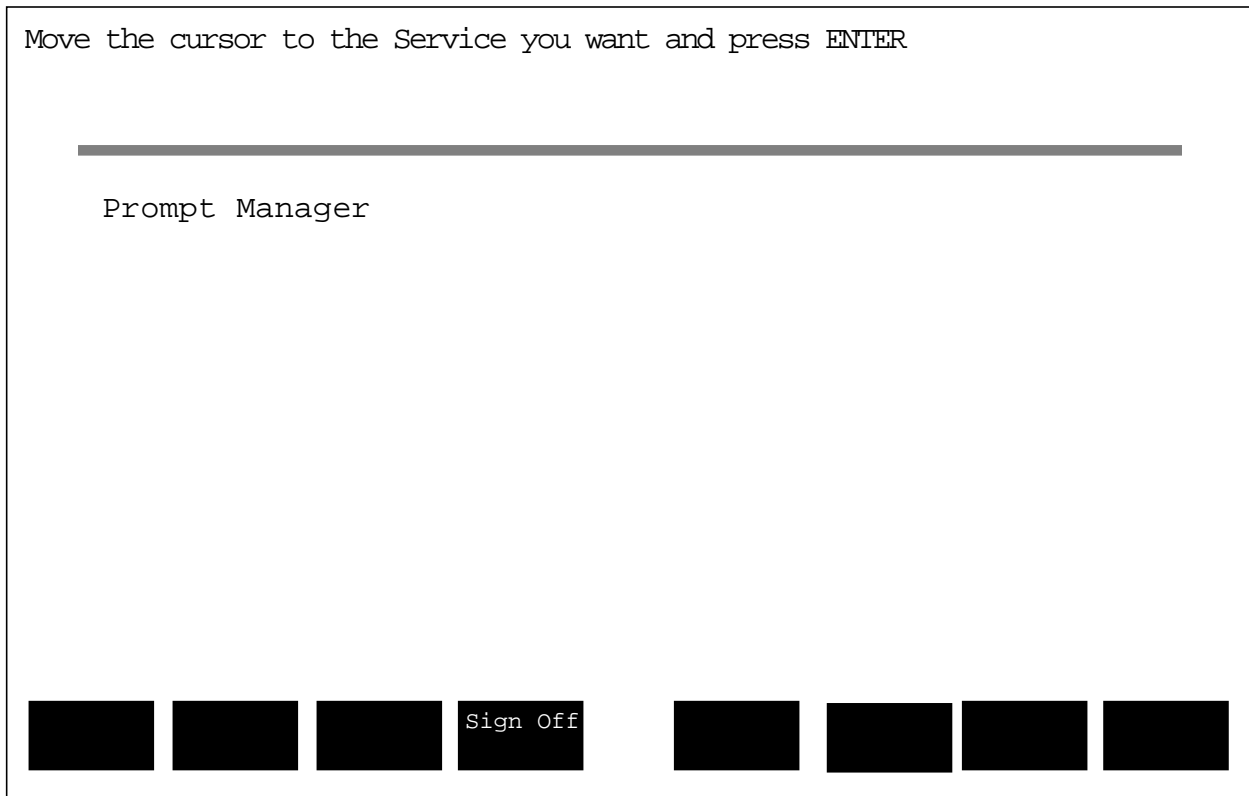 Move the cursor to the Service you want and press ENTER
Prompt Manager
Sign Off